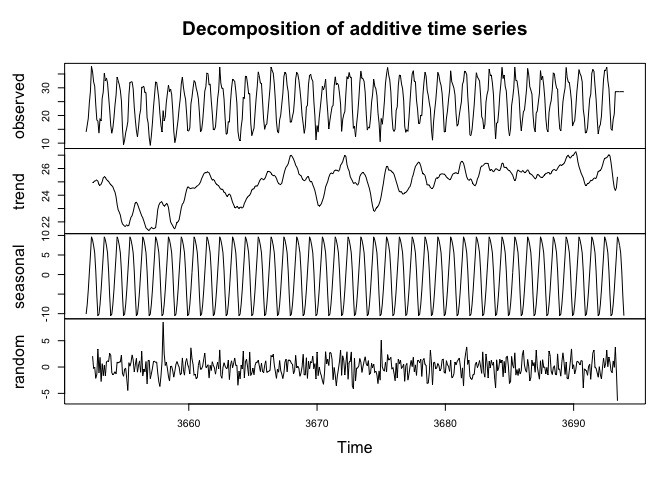 Decomposition of additive time series
observed
10 20 30
trend
22 24 26
seasonal
-10 0 5 10
random
-5 0 5
3660 3670 3680 3690
Time